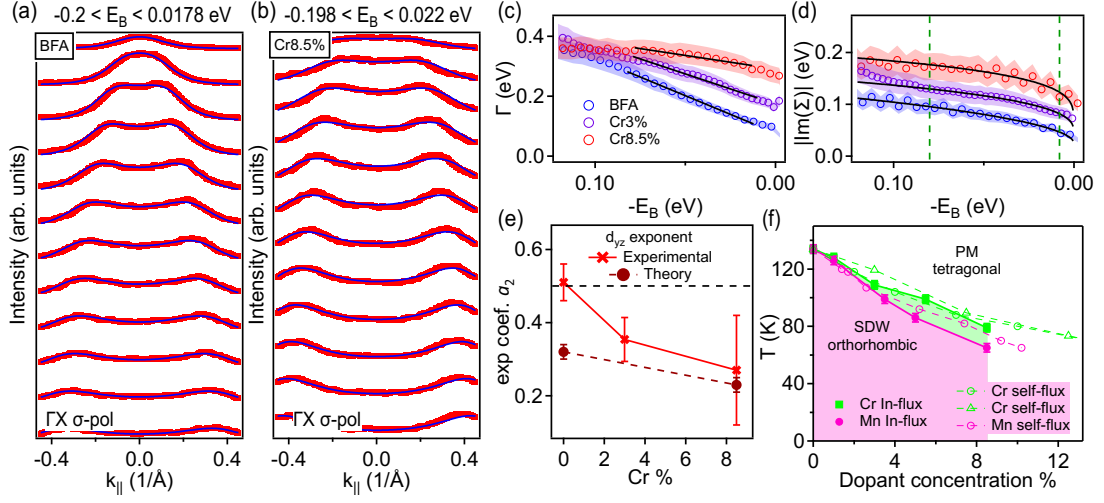 (a) -0.2 < E_B < 0.0178 eV
BFA
Intensity (arb. units)
ΓX σ-pol
-0.4 0.0 0.4
k_|| (1/Å)
(b) -0.198 < E_B < 0.022 eV
Cr8.5%
Intensity (arb. units)
ΓX σ-pol
-0.4 0.0 0.4
k_|| (1/Å)
(c)
0.4
0.2
0.0
Γ (eV)
BFA
Cr3%
Cr8.5%
0.10 0.00
-E_B (eV)
(d)
0.2
0.1
0.0
|Im(Σ)| (eV)
0.10 0.00
-E_B (eV)
(e)
d_yz exponent
Experimental
Theory
0.6
0.4
0.2
exp coef. α_2
0 2 4 6 8
Cr %
(f)
PM
tetragonal
120
80
40
0
T (K)
SDW
orthorhombic
Cr In-flux
Mn In-flux
Cr self-flux
Cr self-flux
Mn self-flux
0 4 8 12
Dopant concentration %